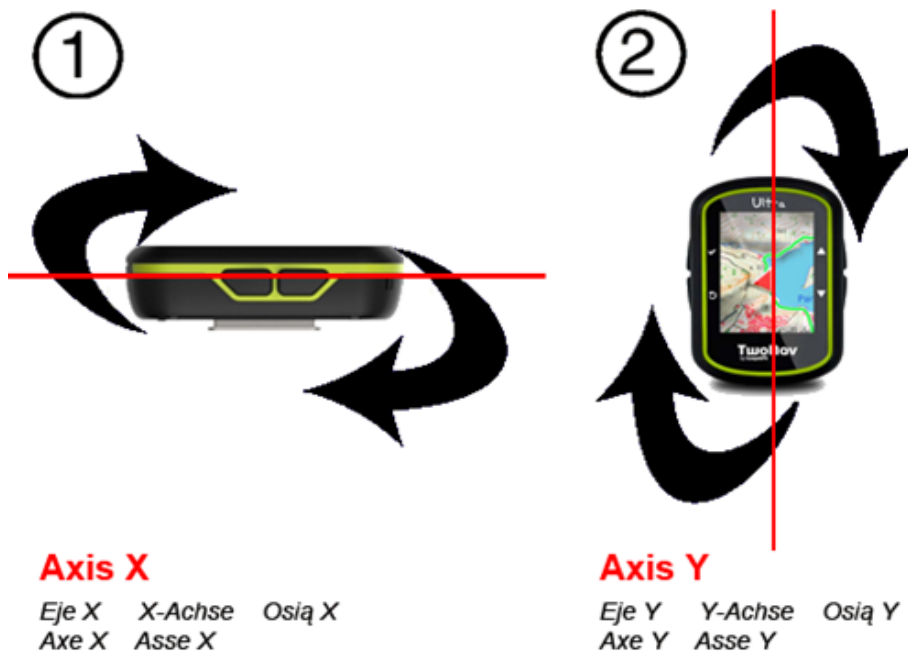 1
2
Ultra
TwoNav
Axis X
Eje X X-Achse Osią X
Axe X Asse X
Axis Y
Eje Y Y-Achse Osią Y
Axe Y Asse Y